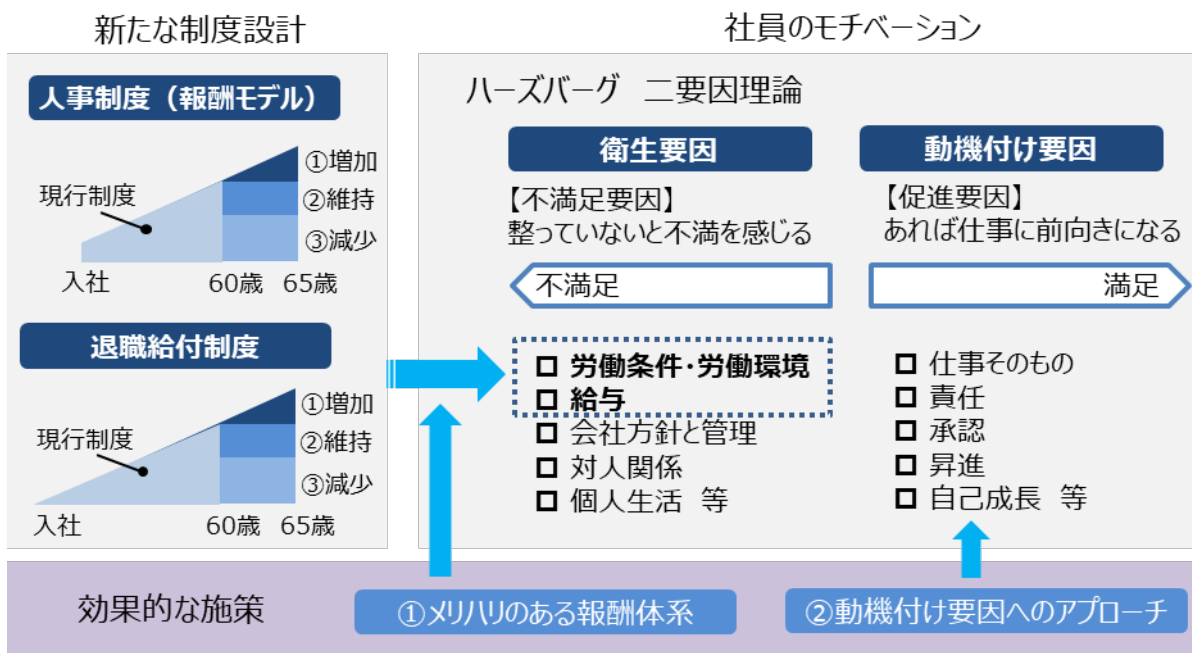 新たな制度設計
人事制度（報酬モデル）
現行制度
①増加
②維持
③減少
入社
60歳
65歳
退職給付制度
現行制度
①増加
②維持
③減少
入社
60歳
65歳
社員のモチベーション
ハーズバーグ 二要因理論
衛生要因
【不満足要因】
整っていないと不満を感じる
不満足
労働条件・労働環境
給与
会社方針と管理
対人関係
個人生活 等
動機付け要因
【促進要因】
あれば仕事に前向きになる
満足
仕事そのもの
責任
承認
昇進
自己成長 等
効果的な施策
①メリハリのある報酬体系
②動機付け要因へのアプローチ